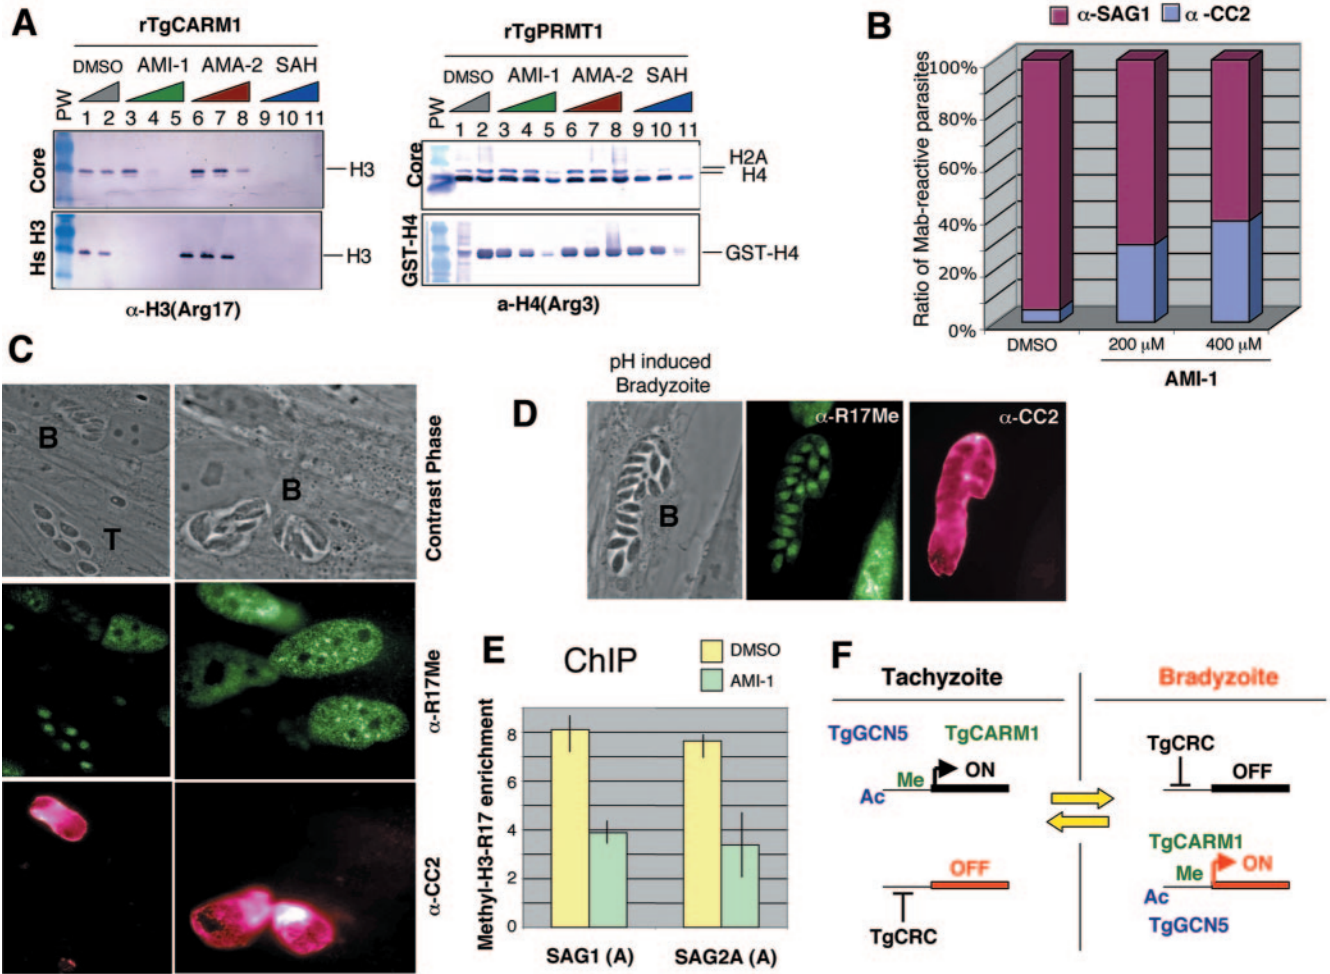 A
rTgCARM1
DMSO AMI-1 AMA-2 SAH
PW 1 2 3 4 5 6 7 8 9 10 11
Core
H3
Hs H3
H3
α-H3(Arg17)
rTgPRMT1
DMSO AMI-1 AMA-2 SAH
PW 1 2 3 4 5 6 7 8 9 10 11
Core
H2A
H4
GST-H4
GST-H4
a-H4(Arg3)
B
α-SAG1 α-CC2
Ratio of Mab-reactive parasites
100%
80%
60%
40%
20%
0%
DMSO 200 µM 400 µM
AMI-1
C
B
T
B
Contrast Phase
α-R17Me
α-CC2
D
pH induced
Bradyzoite
B
α-R17Me
α-CC2
E
ChIP
DMSO
AMI-1
Methyl-H3-R17 enrichment
8
6
4
2
0
SAG1 (A) SAG2A (A)
F
Tachyzoite
TgGCN5 TgCARM1
Me ON
Ac
OFF
TgCRC
Bradyzoite
TgCRC
OFF
TgCARM1
Me ON
Ac
TgGCN5